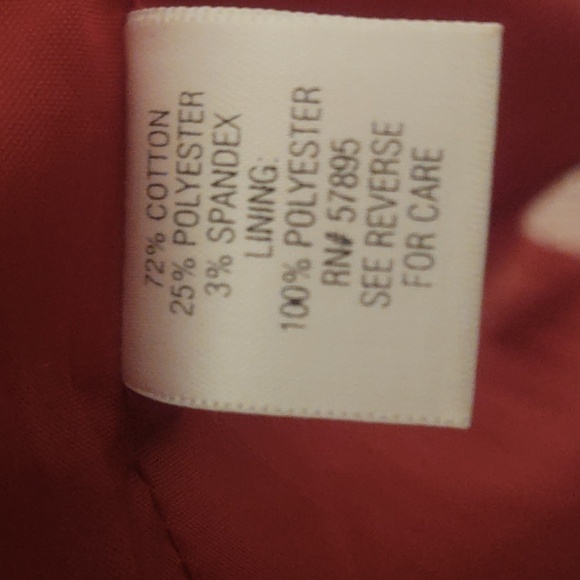 72% COTTON
25% POLYESTER
3% SPANDEX
LINING:
100% POLYESTER
RN# 57895
SEE REVERSE
FOR CARE